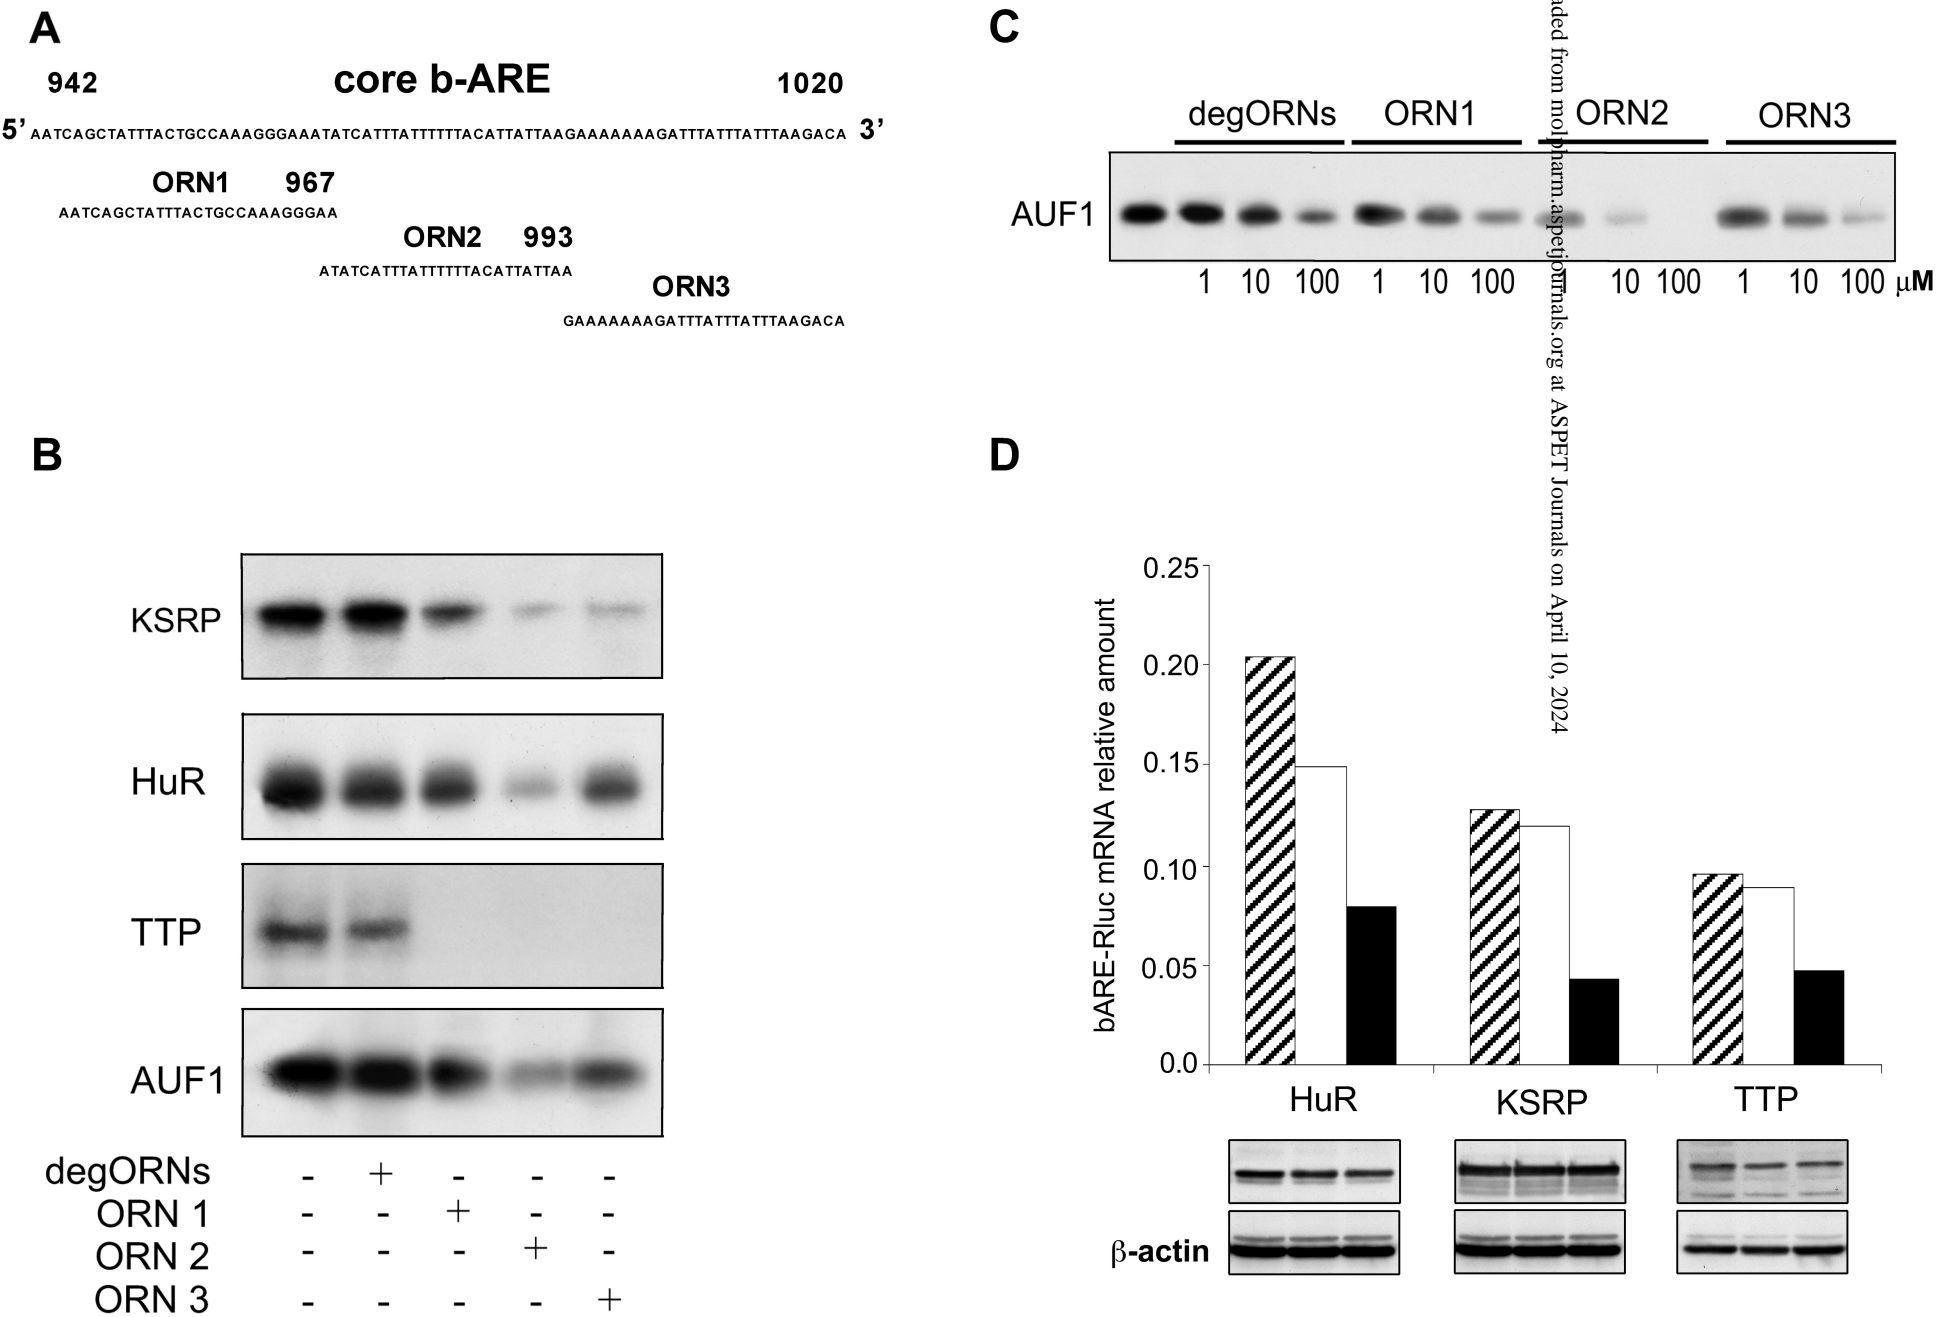 A
942 core b-ARE 1020
5’ AATCAGCTATTTACTGCCAAAGGGAAATATCATTTATTTTTTACATTATTAAGAAAAAAAGATTTATTTATTTAAGACA 3’
ORN1 967
AATCAGCTATTTACTGCCAAAGGGAA
ORN2 993
ATATCATTTATTTTTTACATTATTAA
ORN3
GAAAAAAAGATTTATTTATTTAAGACA
B
KSRP
HuR
TTP
AUF1
degORNs - + - - -
ORN 1 - - + - -
ORN 2 - - - + -
ORN 3 - - - - +
C
degORNs ORN1 ORN2 ORN3
AUF1
1 10 100 1 10 100 10 100 1 10 100 μM
aded from molpharm.aspetjournals.org at ASPET Journals on April 10, 2024
D
bARE-Rluc mRNA relative amount
0.25
0.20
0.15
0.10
0.05
0.0
HuR KSRP TTP
β-actin